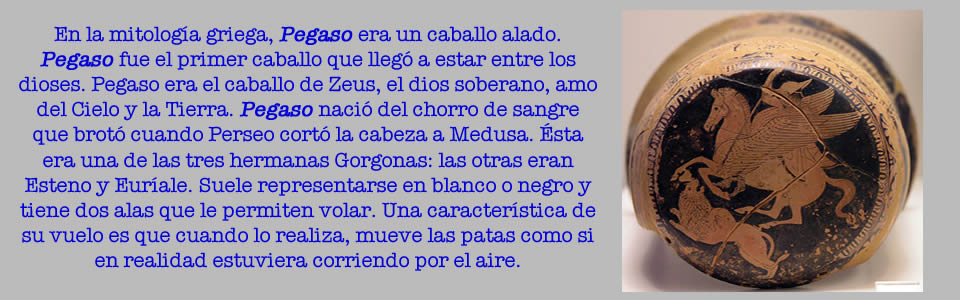 En la mitología griega, Pegaso era un caballo alado.
Pegaso fue el primer caballo que llegó a estar entre los
dioses. Pegaso era el caballo de Zeus, el dios soberano, amo
del Cielo y la Tierra. Pegaso nació del chorro de sangre
que brotó cuando Perseo cortó la cabeza a Medusa. Ésta
era una de las tres hermanas Gorgonas: las otras eran
Esteno y Euríale. Suele representarse en blanco o negro y
tiene dos alas que le permiten volar. Una característica de
su vuelo es que cuando lo realiza, mueve las patas como si
en realidad estuviera corriendo por el aire.